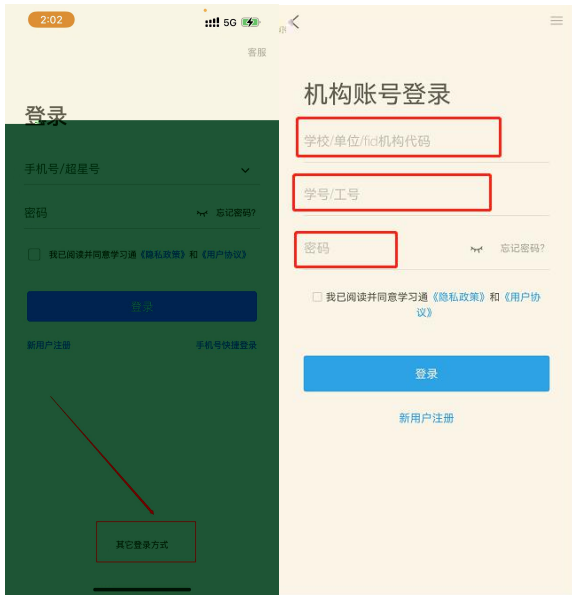 2:02
5G
客服
登录
手机号/超星号
密码
忘记密码?
我已阅读并同意学习通《隐私政策》和《用户协议》
登录
新用户注册
手机号快捷登录
其它登录方式
机构账号登录
学校/单位/fid机构代码
学号/工号
密码
忘记密码?
我已阅读并同意学习通《隐私政策》和《用户协
议》
登录
新用户注册